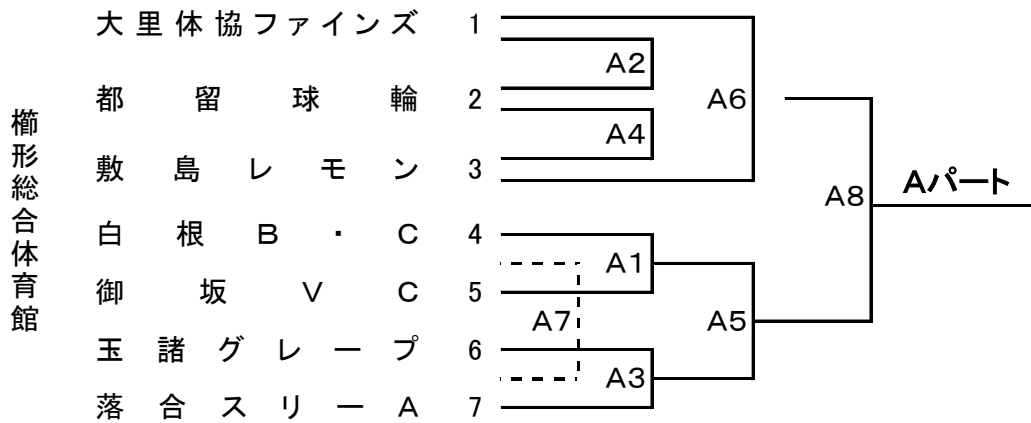 櫛形総合体育館
大里体協ファインズ 1
A2
都留球輪 2
A6
A4
敷島レモン 3
A8
Aパート
白根B・C 4
A1
御坂VC 5
A7
A5
玉諸グレープ 6
A3
落合スリーA 7